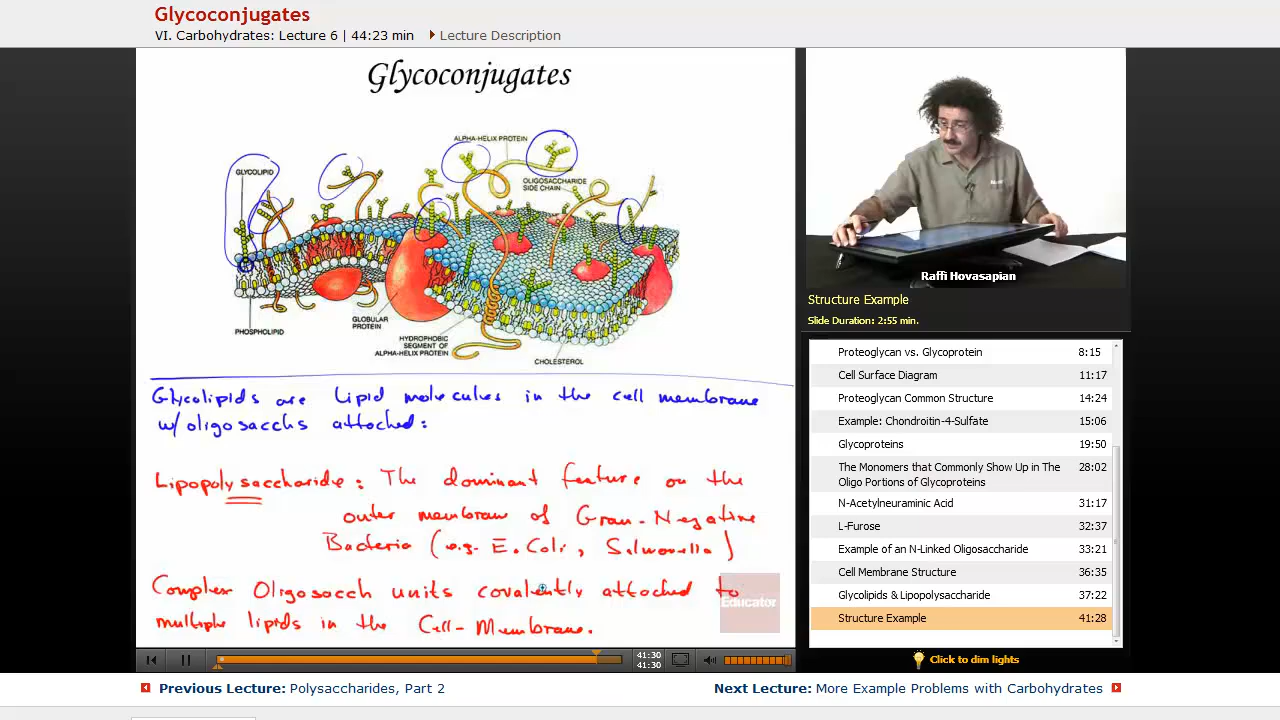 Glycoconjugates
VI. Carbohydrates: Lecture 6 | 44:23 min
Lecture Description
Glycoconjugates
ALPHA-HELIX PROTEIN
GLYCOLIPID
OLIGOSACCHARIDE
SIDE CHAIN
PHOSPHOLIPID
GLOBULAR
PROTEIN
HYDROPHOBIC
SEGMENT OF
ALPHA-HELIX PROTEIN
CHOLESTEROL
Glycolipids are Lipid molecules in the cell membrane
w/ oligosacchs attached:
Lipopolysaccharide: The dominant feature on the
outer membran of Gram-Negative
Bacteria (e.g. E. Coli, Salmonella)
Complex Oligosacch units covalently attached to
multiple lipids in the Cell-Membrane.
Educator
Raffi Hovasapian
Structure Example
Slide Duration: 2:55 min.
Proteoglycan vs. Glycoprotein 8:15
Cell Surface Diagram 11:17
Proteoglycan Common Structure 14:24
Example: Chondroitin-4-Sulfate 15:06
Glycoproteins 19:50
The Monomers that Commonly Show Up in The 28:02
Oligo Portions of Glycoproteins
N-Acetylneuraminic Acid 31:17
L-Furose 32:37
Example of an N-Linked Oligosaccharide 33:21
Cell Membrane Structure 36:35
Glycolipids & Lipopolysaccharide 37:22
Structure Example 41:28
41:30
41:30
Click to dim lights
Previous Lecture: Polysaccharides, Part 2
Next Lecture: More Example Problems with Carbohydrates